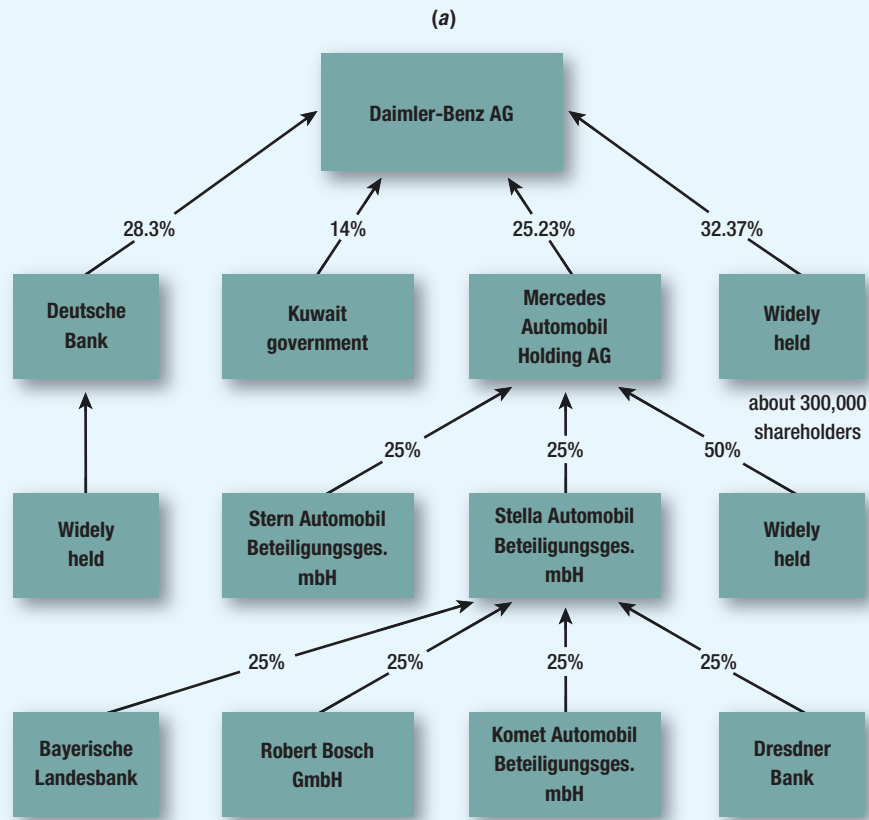 (a)
Daimler-Benz AG
28.3%
14%
25.23%
32.37%
Deutsche
Bank
Kuwait
government
Mercedes
Automobil
Holding AG
Widely
held
about 300,000
shareholders
25%
25%
50%
Widely
held
Stern Automobil
Beteiligungsges.
mbH
Stella Automobil
Beteiligungsges.
mbH
Widely
held
25%
25%
25%
25%
Bayerische
Landesbank
Robert Bosch
GmbH
Komet Automobil
Beteiligungsges.
mbH
Dresdner
Bank